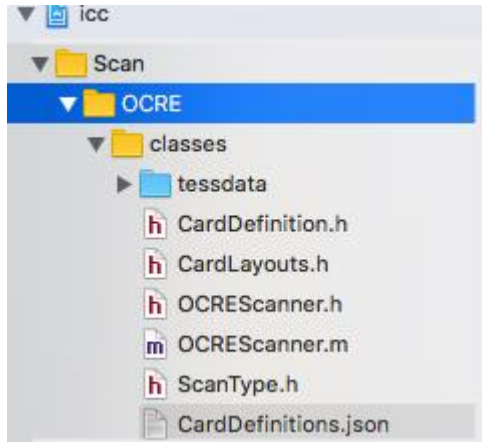 icc
Scan
OCRE
classes
tessdata
h CardDefinition.h
h CardLayouts.h
h OCREScanner.h
m OCREScanner.m
h ScanType.h
CardDefinitions.json